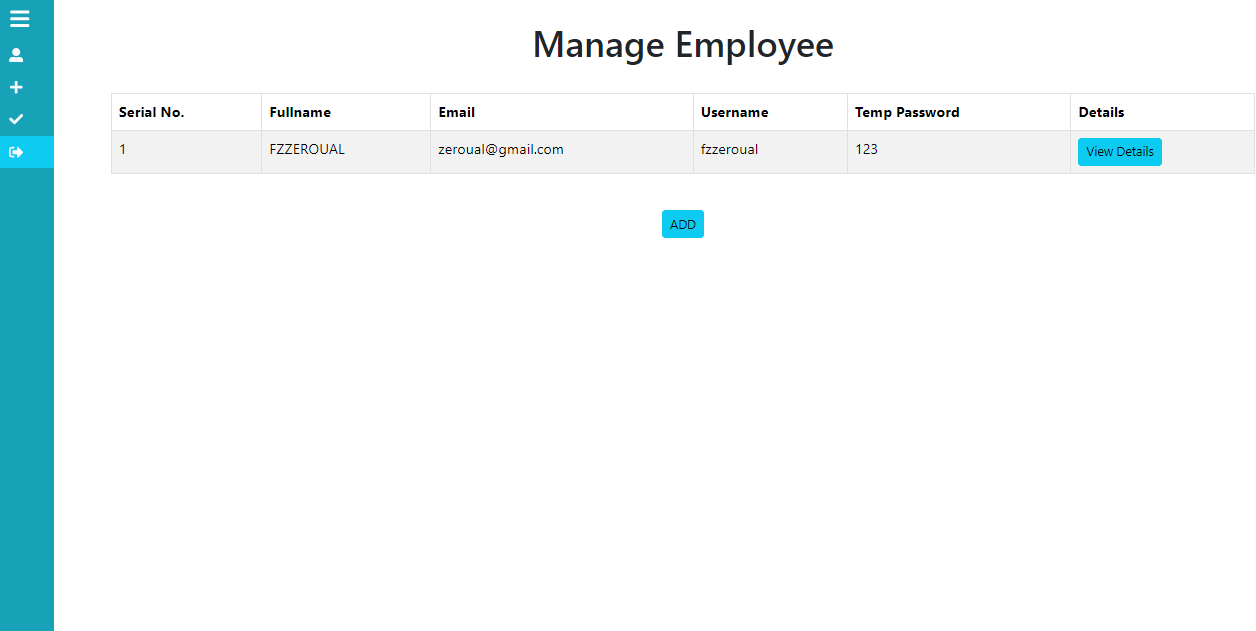 Manage Employee
Serial No. Fullname Email Username Temp Password Details
1 FZZEROUAL zeroual@gmail.com fzzeroual 123 View Details
ADD